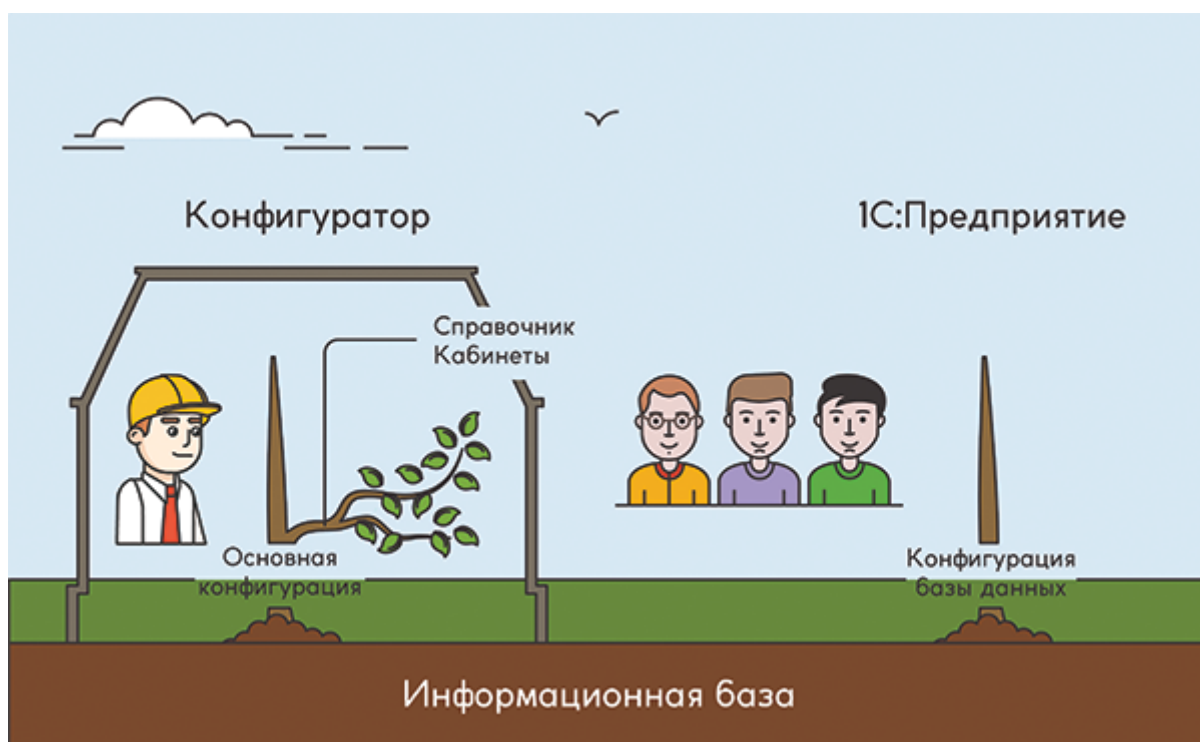 Конфигуратор
1С:Предприятие
Справочник
Кабинеты
Основная
конфигурация
Конфигурация
базы данных
Информационная база